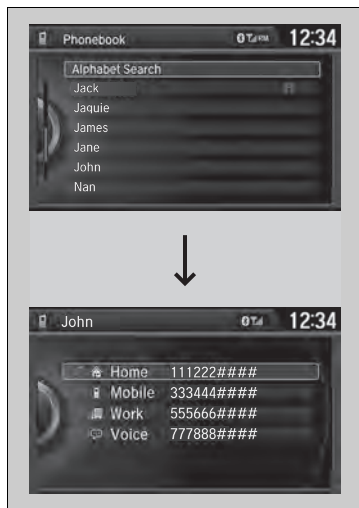 Phonebook 12:34
Alphabet Search
Jack
Jaquie
James
Jane
John
Nan
John 12:34
Home 111222####
Mobile 333444####
Work 555666####
Voice 777888####